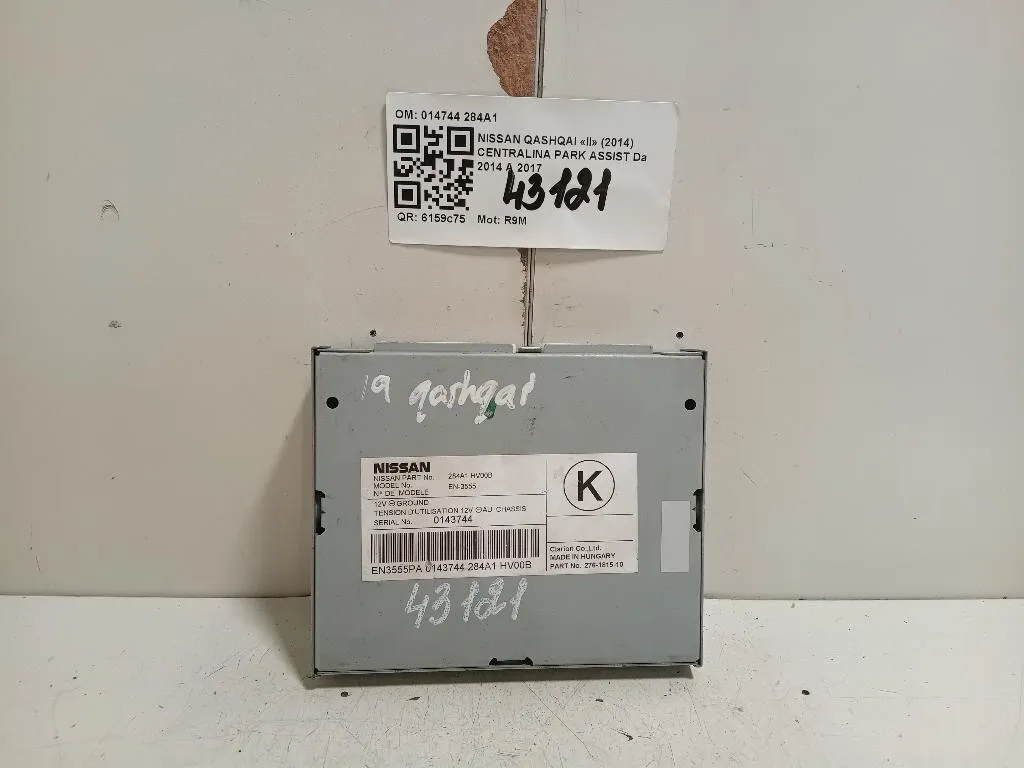 OM: 014744 284A1
NISSAN QASHQAI «II» (2014)
CENTRALINA PARK ASSIST Da
2014 A 2017
43121
QR: 6159c75 Mot: R9M
19 qashqai
NISSAN
NISSAN PART No. 284A1 HV00B
MODEL No. EN-3555
Nº DE MODELE
12V ⊖ GROUND
TENSION D'UTILISATION 12V ⊖ AU CHASSIS
SERIAL No. 0143744
EN3555PA 0143744 284A1 HV00B
K
Clarion Co.,Ltd.
MADE IN HUNGARY
PART No. 276-1815-10
43121